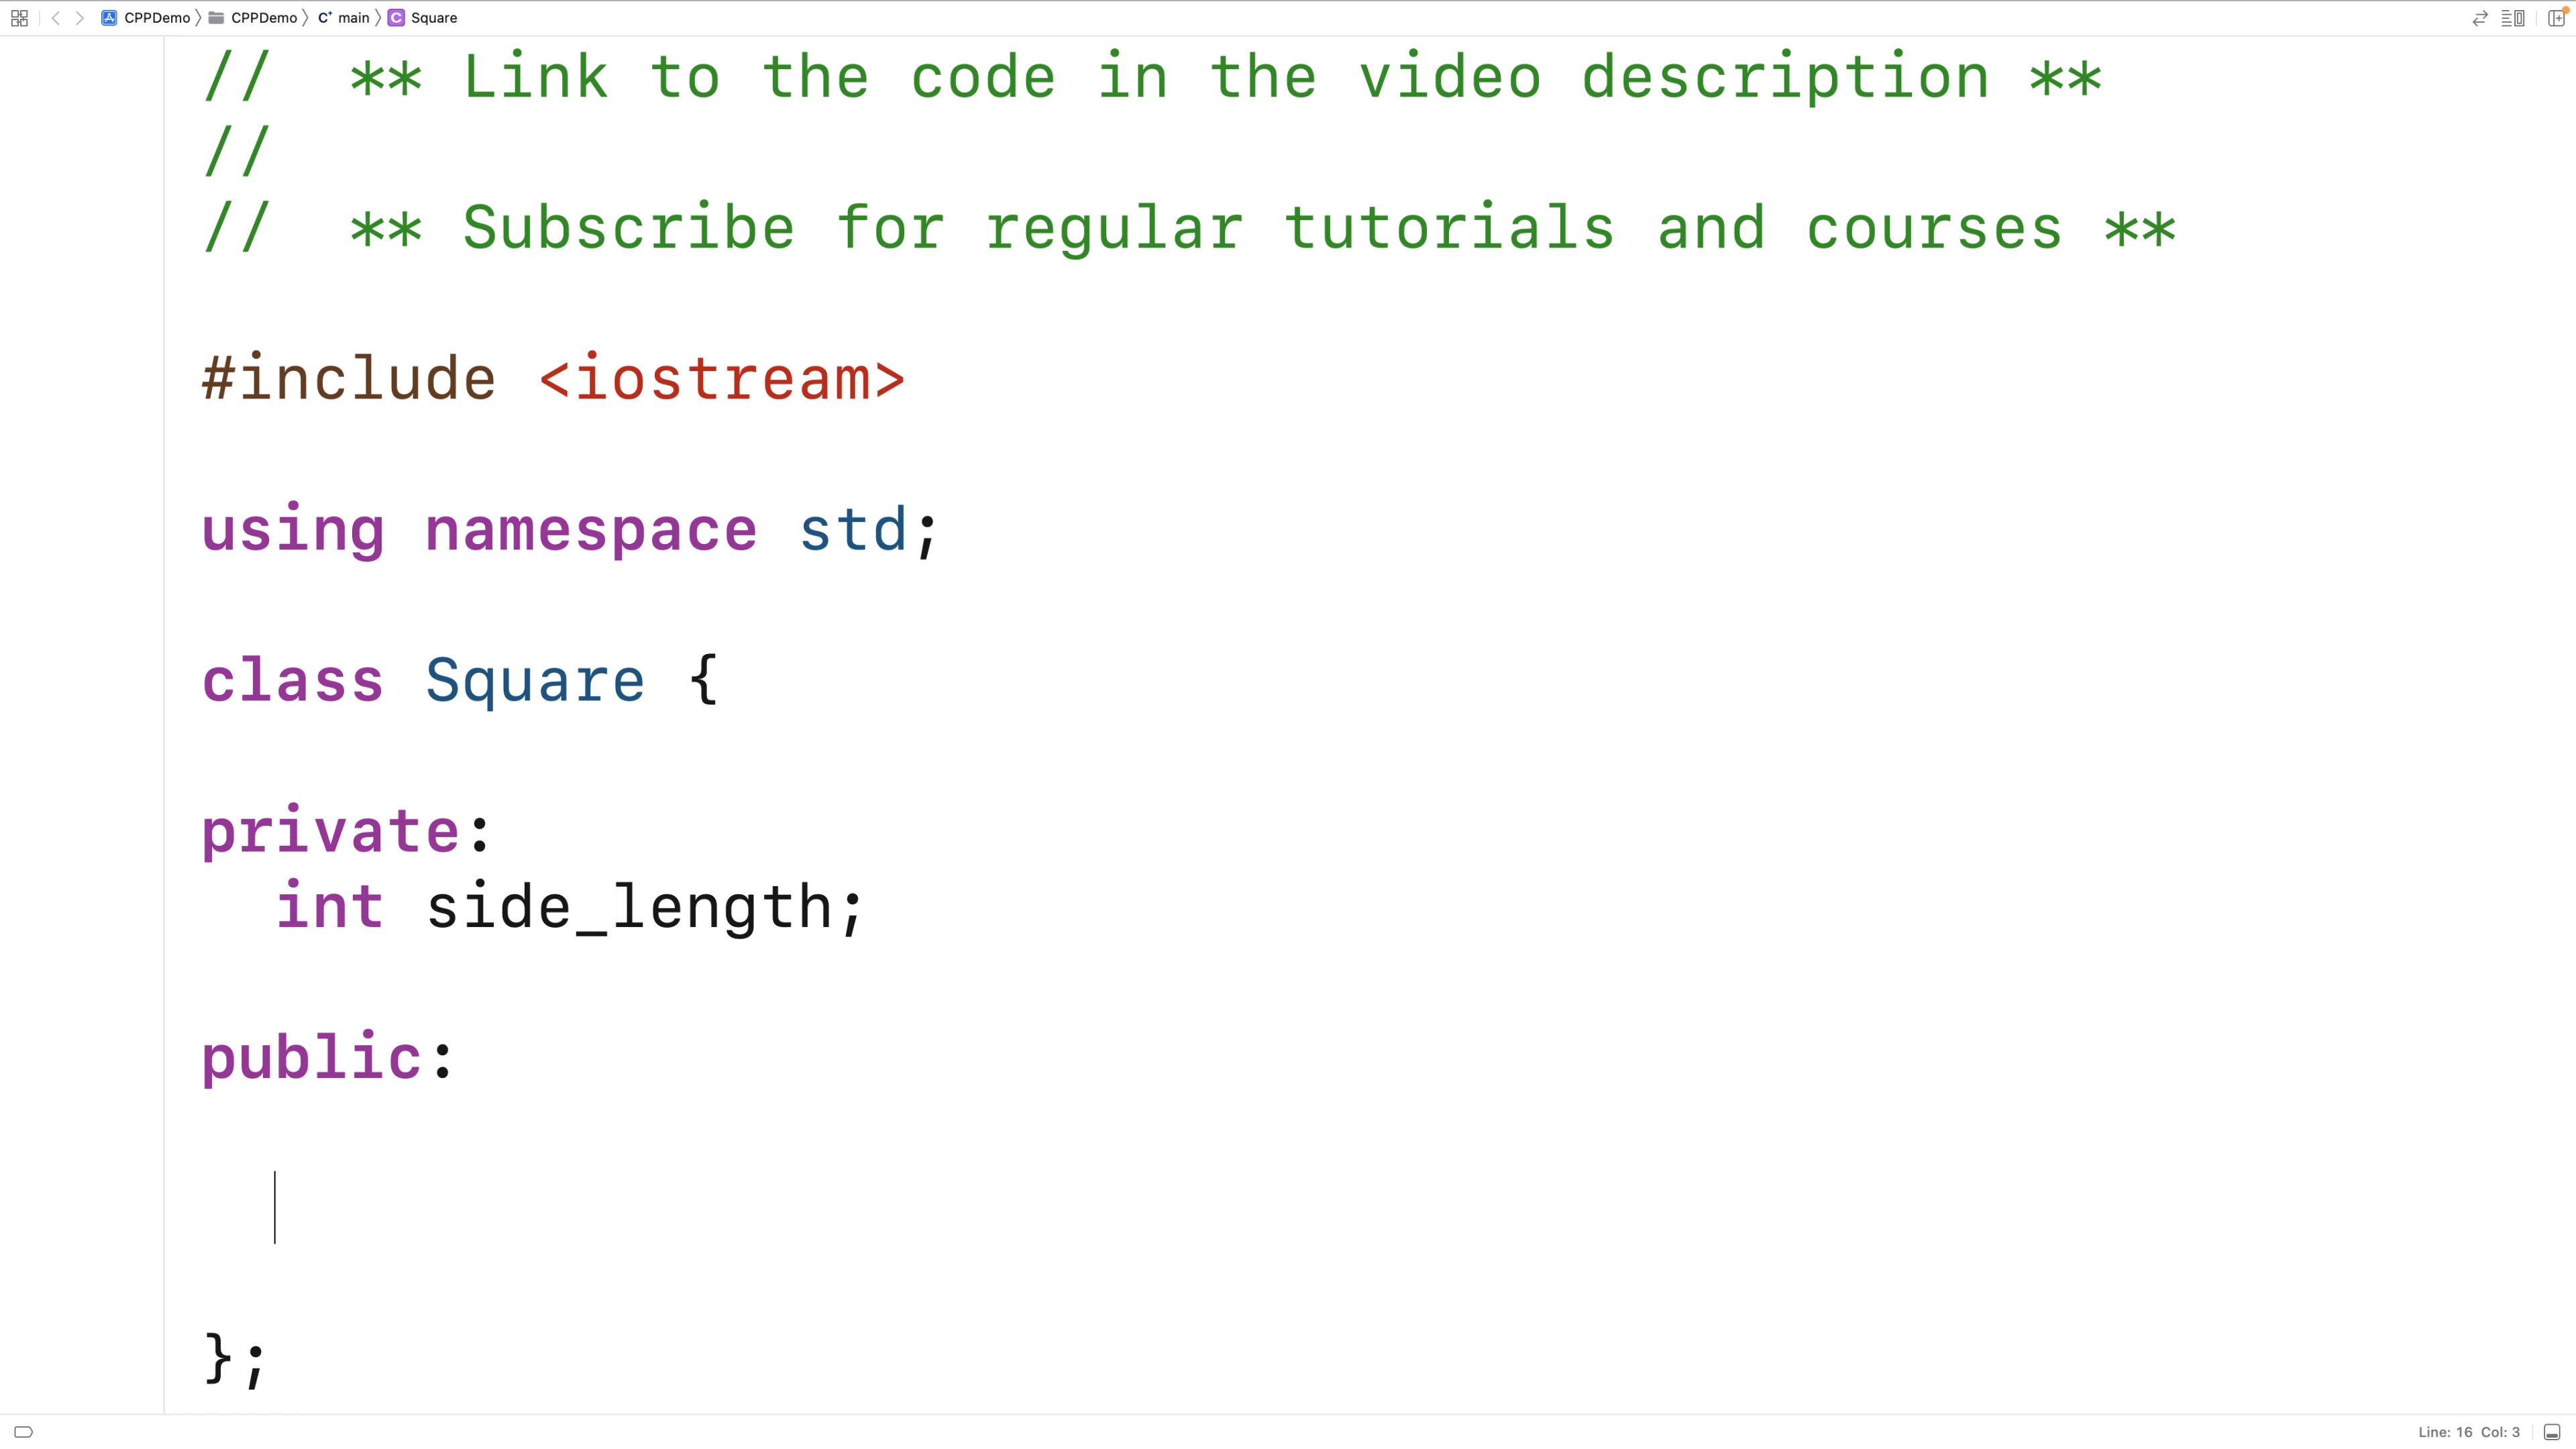 CPPDemo CPPDemo C+ main C Square
// ** Link to the code in the video description **
//
// ** Subscribe for regular tutorials and courses **
#include <iostream>
using namespace std;
class Square {
private:
int side_length;
public:
};
Line: 16 Col: 3